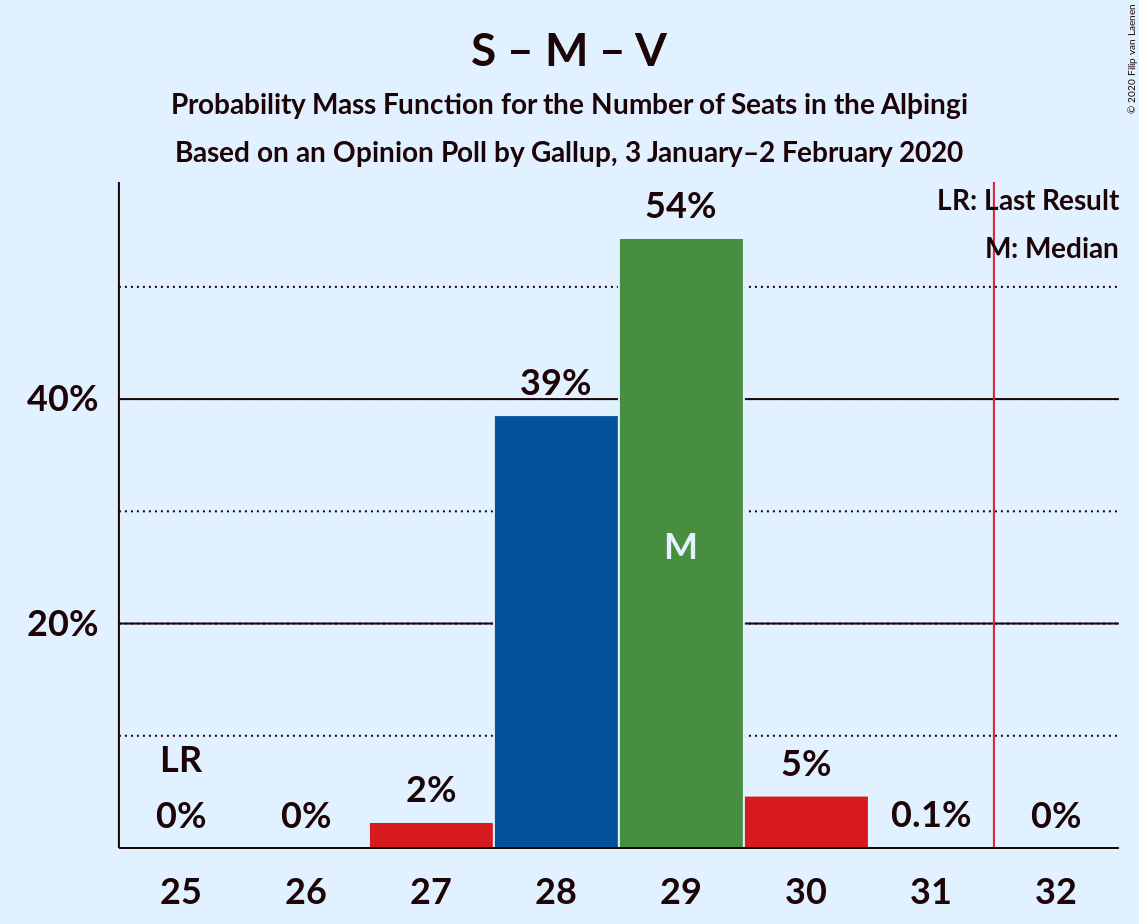 S – M – V
Probability Mass Function for the Number of Seats in the Alþingi
Based on an Opinion Poll by Gallup, 3 January–2 February 2020
© 2020 Filip van Laenen
LR: Last Result
M: Median
54%
39%
40%
M
20%
LR
0%
0%
2%
5%
0.1%
0%
25 26 27 28 29 30 31 32